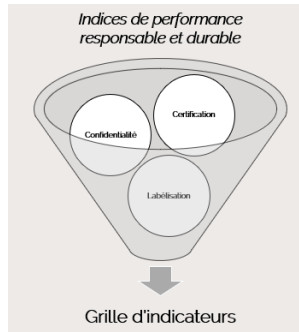 Indices de performance
responsable et durable
Certification
Confidentialité
Labélisation
Grille d'indicateurs